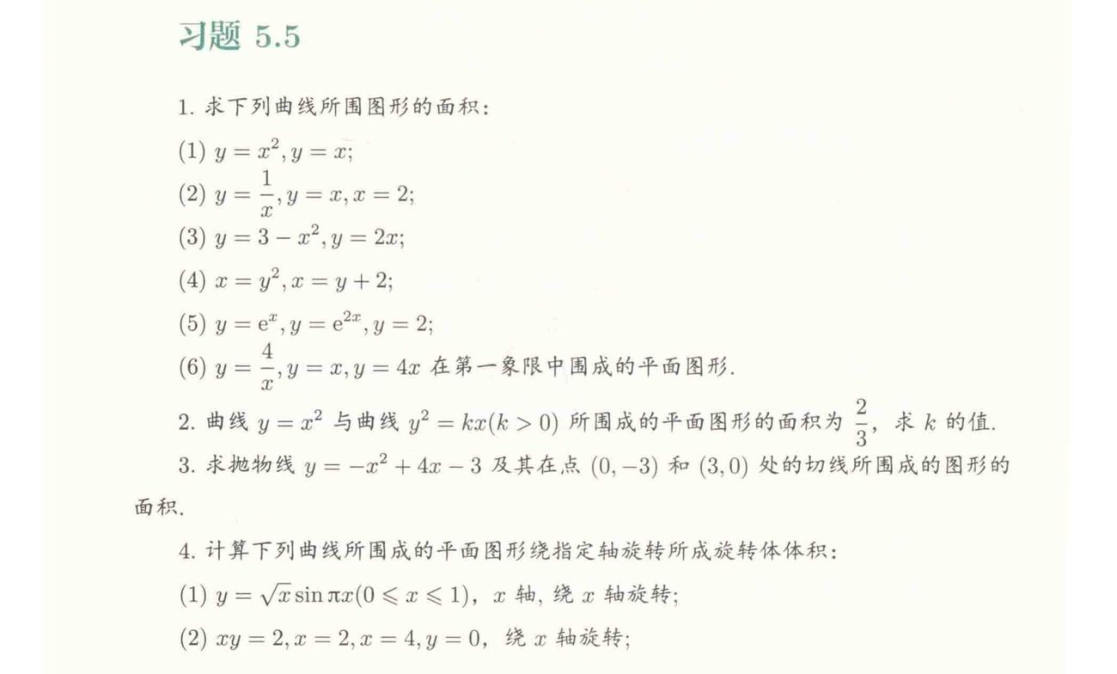 习题 5.5
1. 求下列曲线所围图形的面积:
(1) y = x², y = x;
(2) y = 1/x, y = x, x = 2;
(3) y = 3 − x², y = 2x;
(4) x = y², x = y + 2;
(5) y = eˣ, y = e²ˣ, y = 2;
(6) y = 4/x, y = x, y = 4x 在第一象限中围成的平面图形.
2. 曲线 y = x² 与曲线 y² = kx(k > 0) 所围成的平面图形的面积为 2/3, 求 k 的值.
3. 求抛物线 y = −x² + 4x − 3 及其在点 (0, −3) 和 (3, 0) 处的切线所围成的图形的
面积.
4. 计算下列曲线所围成的平面图形绕指定轴旋转所成旋转体体积:
(1) y = √x sin πx(0 ⩽ x ⩽ 1), x 轴, 绕 x 轴旋转;
(2) xy = 2, x = 2, x = 4, y = 0, 绕 x 轴旋转;